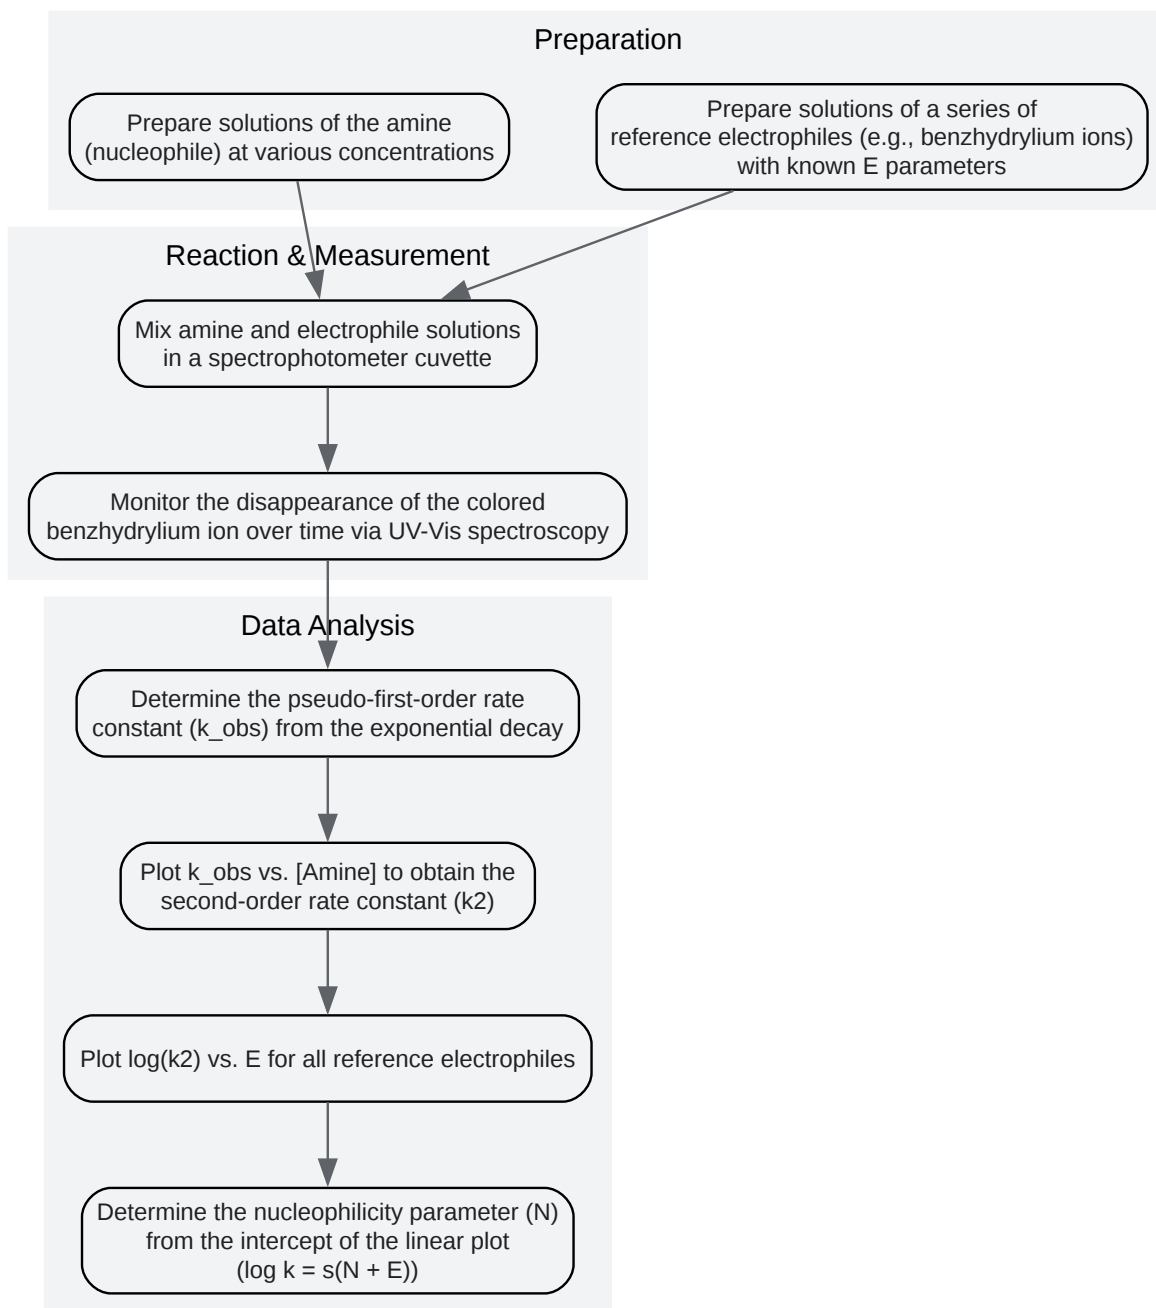 Preparation
Prepare solutions of the amine
(nucleophile) at various concentrations
Prepare solutions of a series of
reference electrophiles (e.g., benzhydrylium ions)
with known E parameters
Reaction & Measurement
Mix amine and electrophile solutions
in a spectrophotometer cuvette
Monitor the disappearance of the colored
benzhydrylium ion over time via UV-Vis spectroscopy
Data Analysis
Determine the pseudo-first-order rate
constant (k_obs) from the exponential decay
Plot k_obs vs. [Amine] to obtain the
second-order rate constant (k2)
Plot log(k2) vs. E for all reference electrophiles
Determine the nucleophilicity parameter (N)
from the intercept of the linear plot
(log k = s(N + E))